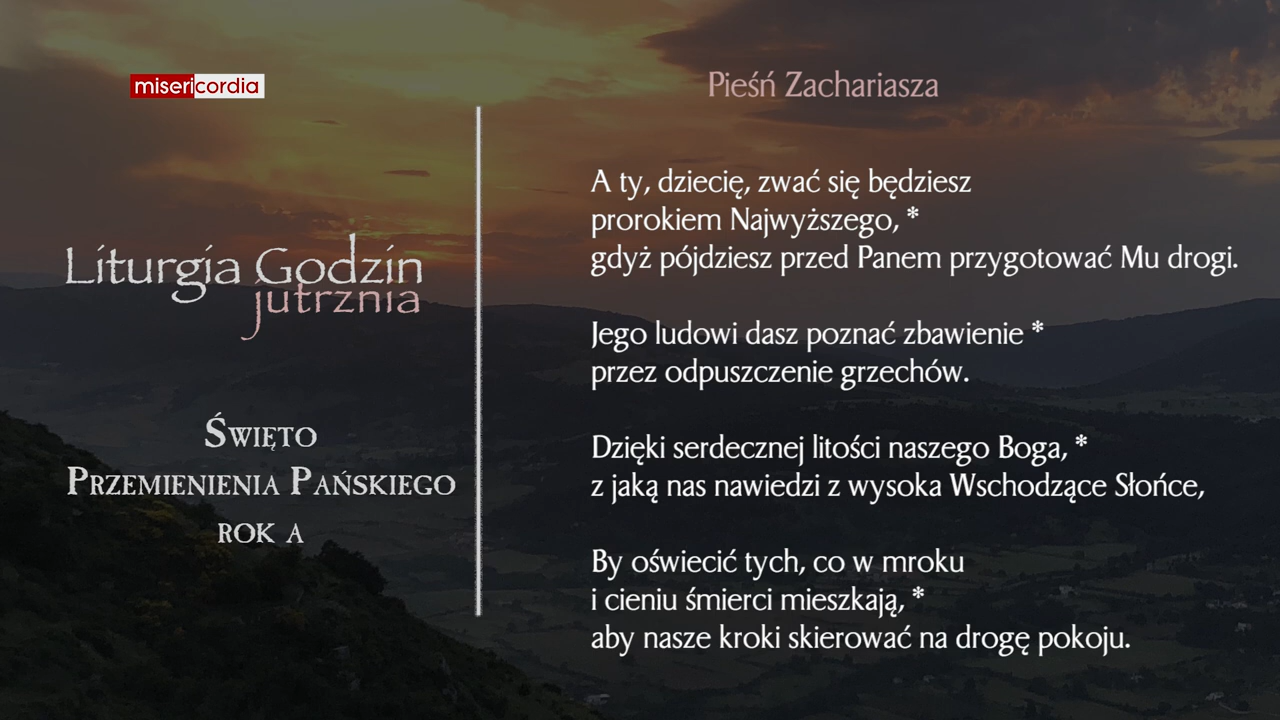 misericordia
Liturgia Godzin
jutrznia
Święto
Przemienienia Pańskiego
rok a
Pieśń Zachariasza
A ty, dziecię, zwać się będziesz
prorokiem Najwyższego, *
gdyż pójdziesz przed Panem przygotować Mu drogi.
Jego ludowi dasz poznać zbawienie *
przez odpuszczenie grzechów.
Dzięki serdecznej litości naszego Boga, *
z jaką nas nawiedzi z wysoka Wschodzące Słońce,
By oświecić tych, co w mroku
i cieniu śmierci mieszkają, *
aby nasze kroki skierować na drogę pokoju.